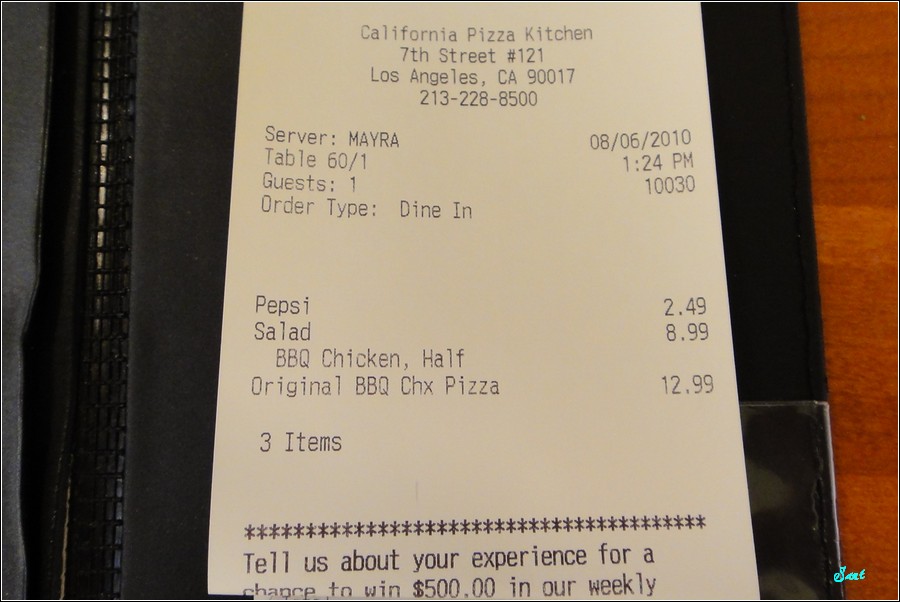 California Pizza Kitchen
7th Street #121
Los Angeles, CA 90017
213-228-8500
Server: MAYRA 08/06/2010
Table 60/1 1:24 PM
Guests: 1 10030
Order Type: Dine In
Pepsi 2.49
Salad 8.99
BBQ Chicken, Half
Original BBQ Chx Pizza 12.99
3 Items
**************************************
Tell us about your experience for a
chance to win $500.00 in our weekly